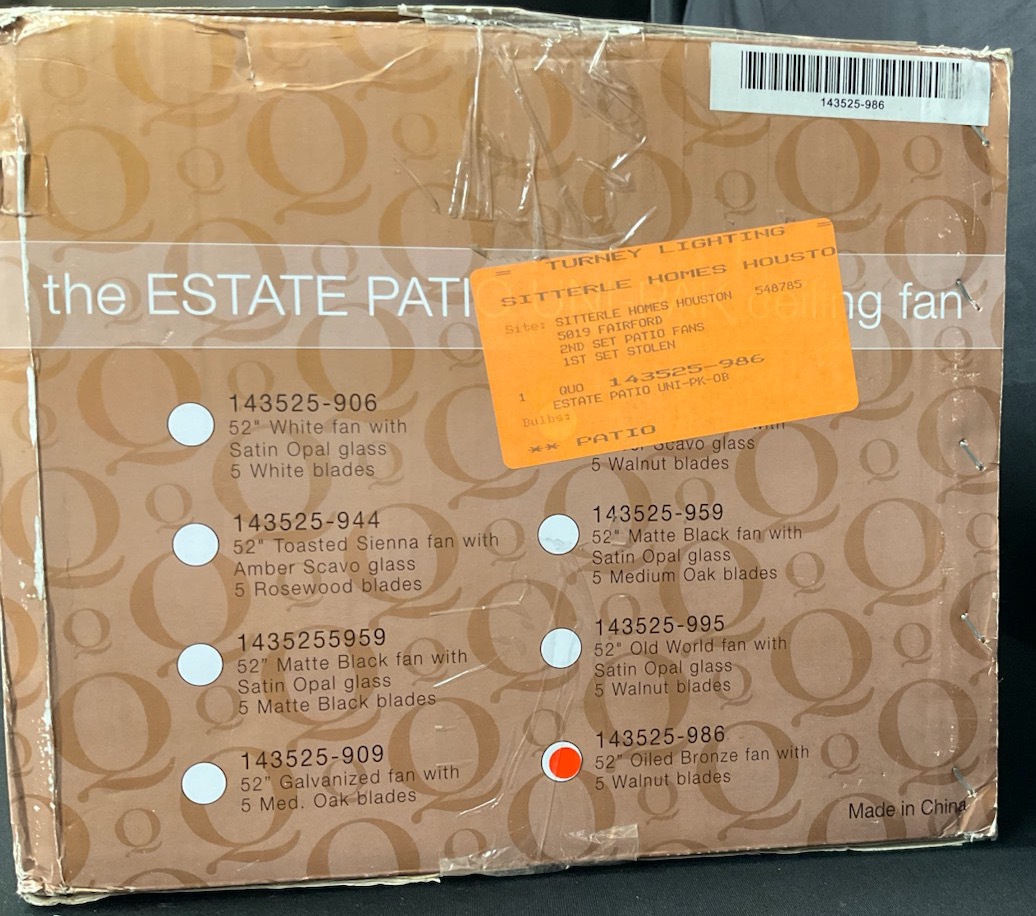 143525-986
the ESTATE PATIO UNI-PAK ceiling fan
= TURNEY LIGHTING =
SITTERLE HOMES HOUSTO
Site: SITTERLE HOMES HOUSTON 548785
5019 FAIRFORD
2ND SET PATIO FANS
1ST SET STOLEN
1 QUO 143525-986
ESTATE PATIO UNI-PK-OB
Bulbs:
** PATIO
143525-906
52" White fan with
Satin Opal glass
5 White blades
with
Scavo glass
5 Walnut blades
143525-944
52" Toasted Sienna fan with
Amber Scavo glass
5 Rosewood blades
143525-959
52" Matte Black fan with
Satin Opal glass
5 Medium Oak blades
1435255959
52" Matte Black fan with
Satin Opal glass
5 Matte Black blades
143525-995
52" Old World fan with
Satin Opal glass
5 Walnut blades
143525-909
52" Galvanized fan with
5 Med. Oak blades
143525-986
52" Oiled Bronze fan with
5 Walnut blades
Made in China